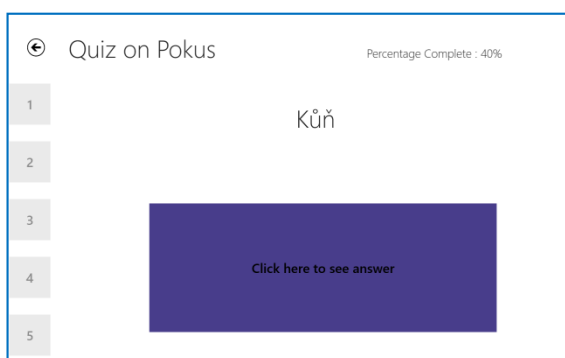 Quiz on Pokus
Percentage Complete : 40%
1
Kůň
2
3
Click here to see answer
4
5